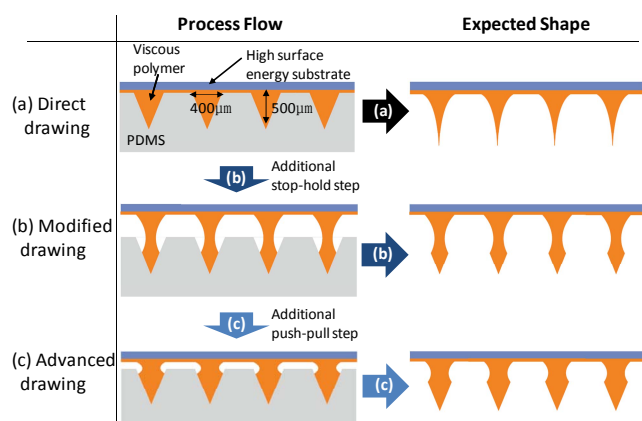 Process Flow
Expected Shape
Viscous
polymer
High surface
energy substrate
(a) Direct
drawing
400μm
500μm
PDMS
(a)
(b)
Additional
stop-hold step
(b) Modified
drawing
(b)
(c)
Additional
push-pull step
(c) Advanced
drawing
(c)